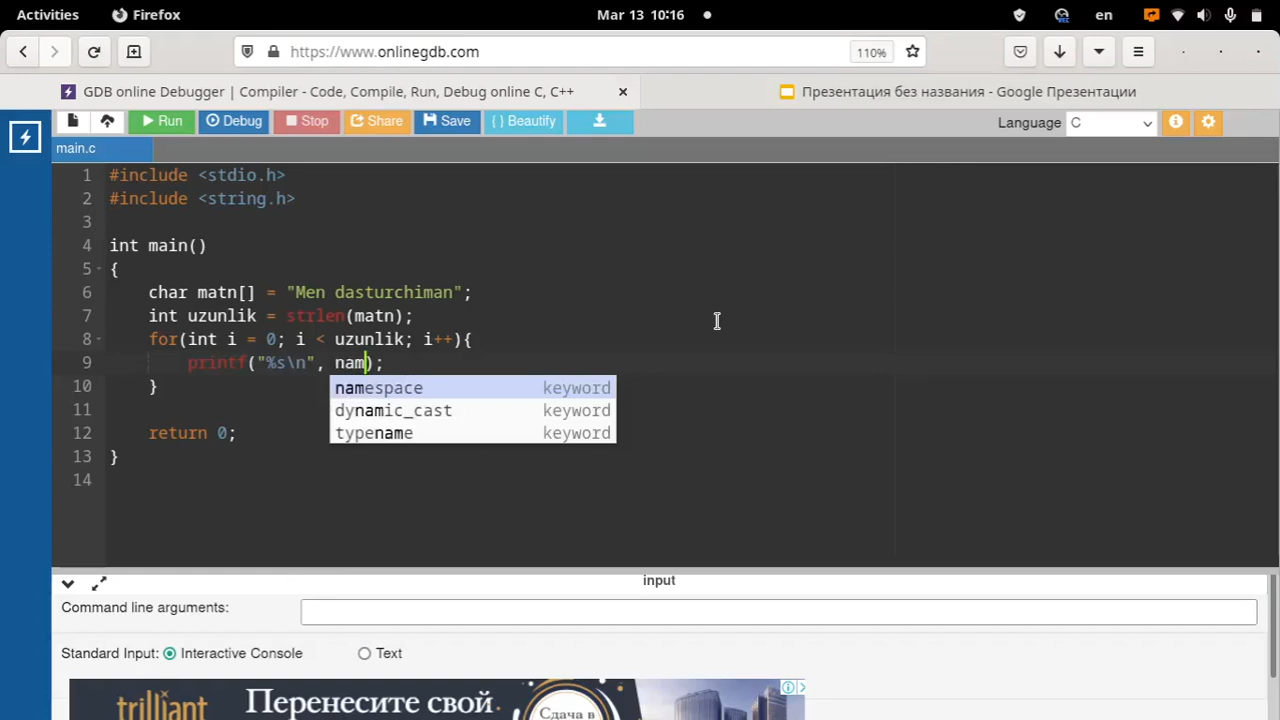 Activities Firefox Mar 13 10:16 en
https://www.onlinegdb.com 110%
GDB online Debugger | Compiler - Code, Compile, Run, Debug online C, C++ Презентация без названия - Google Презентации
Run Debug Stop Share Save { } Beautify Language C
main.c
1 #include <stdio.h>
2 #include <string.h>
3
4 int main()
5 {
6 char matn[] = "Men dasturchiman";
7 int uzunlik = strlen(matn);
8 for(int i = 0; i < uzunlik; i++){
9 printf("%s\n", nam);
10 }
namespace keyword
11
dynamic_cast keyword
12 return 0;
typename keyword
13 }
14
input
Command line arguments:
Standard Input: Interactive Console Text
trilliant Перенесите свой
Сдача в